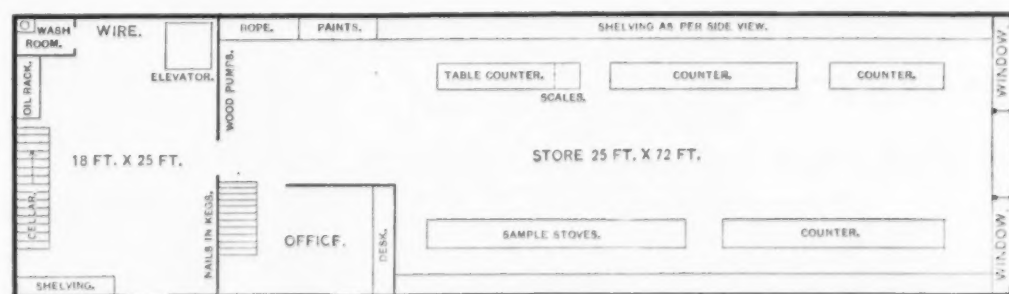 WASH
ROOM.
WIRE.
ROPE.
PAINTS.
SHELVING AS PER SIDE VIEW.
WINDOW.
OIL RACK.
ELEVATOR.
WOOD PUMPS.
TABLE COUNTER.
SCALES.
COUNTER.
COUNTER.
18 FT. X 25 FT.
STORE 25 FT. X 72 FT.
CELLAR.
NAILS IN KEGS.
OFFICE.
DESK.
SAMPLE STOVES.
COUNTER.
WINDOW.
SHELVING.